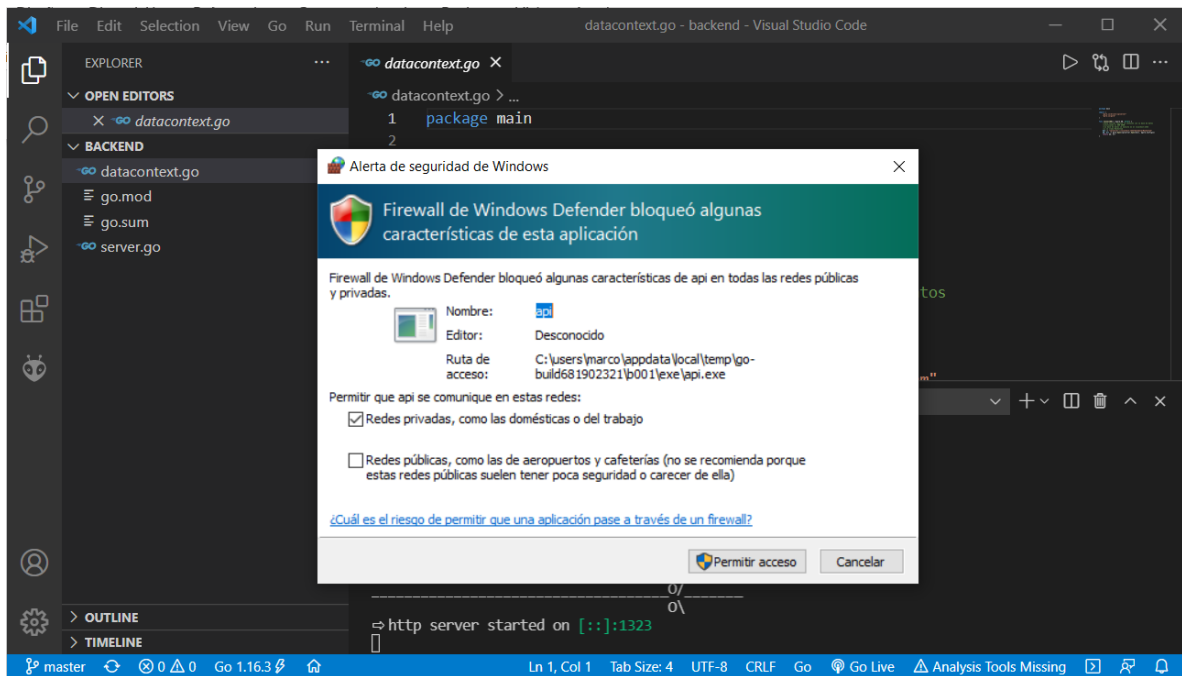 File Edit Selection View Go Run Terminal Help
datacontext.go - backend - Visual Studio Code
EXPLORER
OPEN EDITORS
datacontext.go
BACKEND
datacontext.go
go.mod
go.sum
server.go
OUTLINE
TIMELINE
datacontext.go
datacontext.go > ...
1 package main
2
tos
Alerta de seguridad de Windows
Firewall de Windows Defender bloqueó algunas
características de esta aplicación
Firewall de Windows Defender bloqueó algunas características de api en todas las redes públicas
y privadas.
Nombre: api
Editor: Desconocido
Ruta de acceso: C:\users\marco\appdata\local\temp\go-
build681902321\b001\exe\api.exe
Permitir que api se comunique en estas redes:
Redes privadas, como las domésticas o del trabajo
Redes públicas, como las de aeropuertos y cafeterías (no se recomienda porque
estas redes públicas suelen tener poca seguridad o carecer de ella)
¿Cuál es el riesgo de permitir que una aplicación pase a través de un firewall?
Permitir acceso
Cancelar
____________________________________O/_______
O\
⇨ http server started on [::]:1323
master 0 0 Go 1.16.3
Ln 1, Col 1 Tab Size: 4 UTF-8 CRLF Go Go Live Analysis Tools Missing